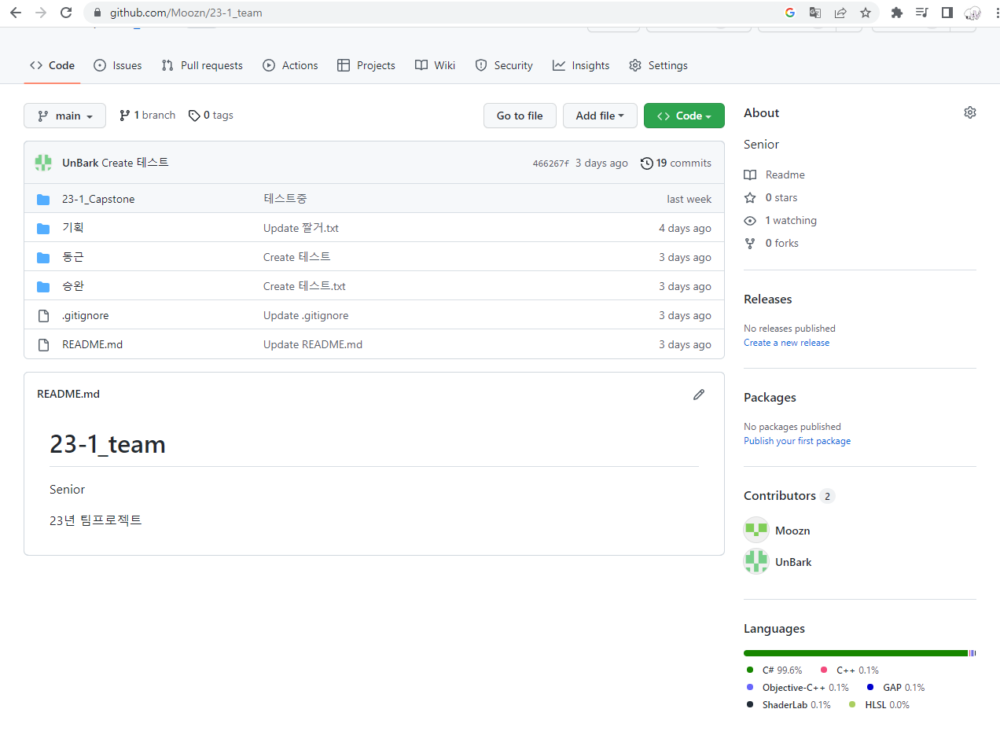 github.com/Moozn/23-1_team
Code Issues Pull requests Actions Projects Wiki Security Insights Settings
main 1 branch 0 tags Go to file Add file Code
UnBark Create 테스트 466267f 3 days ago 19 commits
23-1_Capstone 테스트중 last week
기획 Update 짤거.txt 4 days ago
동근 Create 테스트 3 days ago
승완 Create 테스트.txt 3 days ago
.gitignore Update .gitignore 3 days ago
README.md Update README.md 3 days ago
README.md
23-1_team
Senior
23년 팀프로젝트
About
Senior
Readme
0 stars
1 watching
0 forks
Releases
No releases published
Create a new release
Packages
No packages published
Publish your first package
Contributors 2
Moozn
UnBark
Languages
C# 99.6% C++ 0.1%
Objective-C++ 0.1% GAP 0.1%
ShaderLab 0.1% HLSL 0.0%